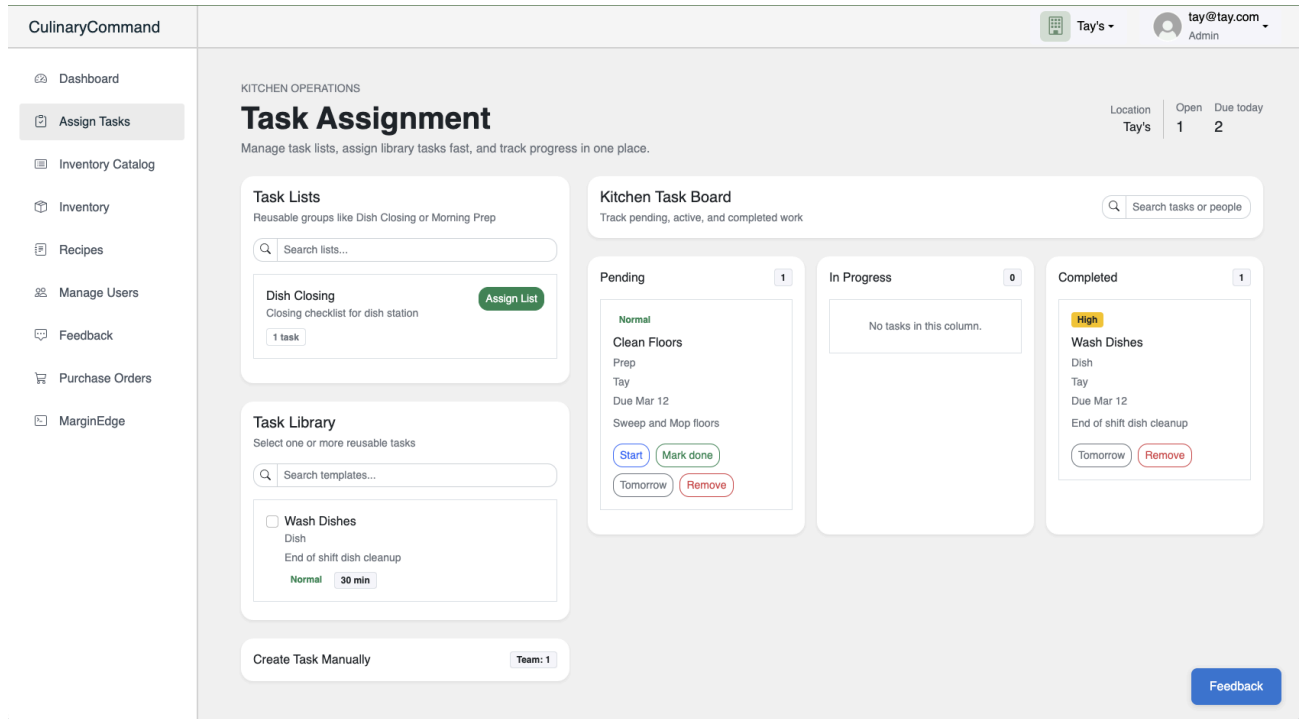 CulinaryCommand
Tay's
tay@tay.com
Admin
Dashboard
Assign Tasks
Inventory Catalog
Inventory
Recipes
Manage Users
Feedback
Purchase Orders
MarginEdge
KITCHEN OPERATIONS
Task Assignment
Manage task lists, assign library tasks fast, and track progress in one place.
Location
Tay's
Open
1
Due today
2
Task Lists
Reusable groups like Dish Closing or Morning Prep
Search lists...
Dish Closing
Closing checklist for dish station
1 task
Assign List
Task Library
Select one or more reusable tasks
Search templates...
Wash Dishes
Dish
End of shift dish cleanup
Normal 30 min
Create Task Manually
Team: 1
Kitchen Task Board
Track pending, active, and completed work
Search tasks or people
Pending 1
Normal
Clean Floors
Prep
Tay
Due Mar 12
Sweep and Mop floors
Start Mark done
Tomorrow Remove
In Progress 0
No tasks in this column.
Completed 1
High
Wash Dishes
Dish
Tay
Due Mar 12
End of shift dish cleanup
Tomorrow Remove
Feedback